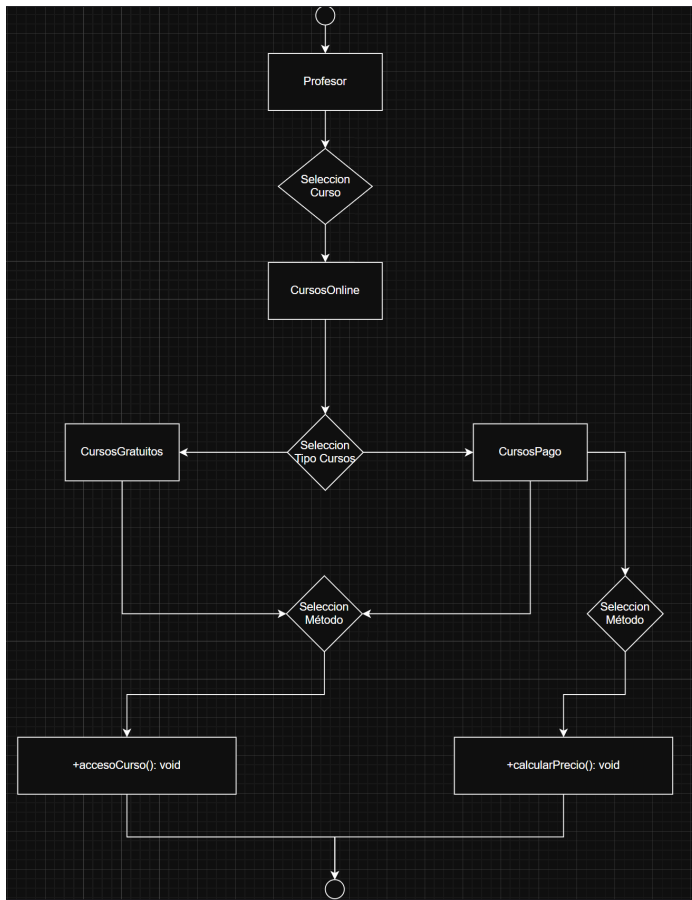 Profesor
Seleccion
Curso
CursosOnline
CursosGratuitos
Seleccion
Tipo Cursos
CursosPago
Seleccion
Método
Seleccion
Método
+accesoCurso(): void
+calcularPrecio(): void